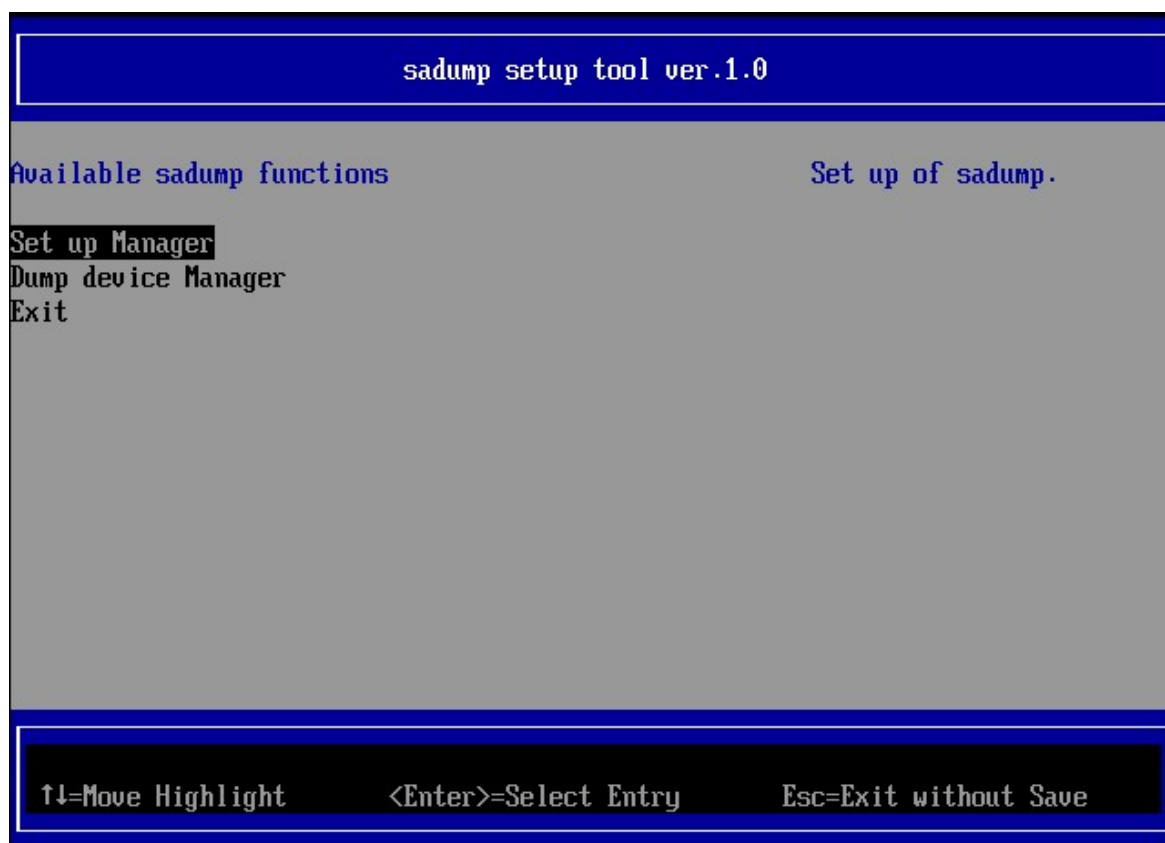 sadump setup tool ver.1.0
Available sadump functions
Set up of sadump.
Set up Manager
Dump device Manager
Exit
↑↓=Move Highlight <Enter>=Select Entry Esc=Exit without Save